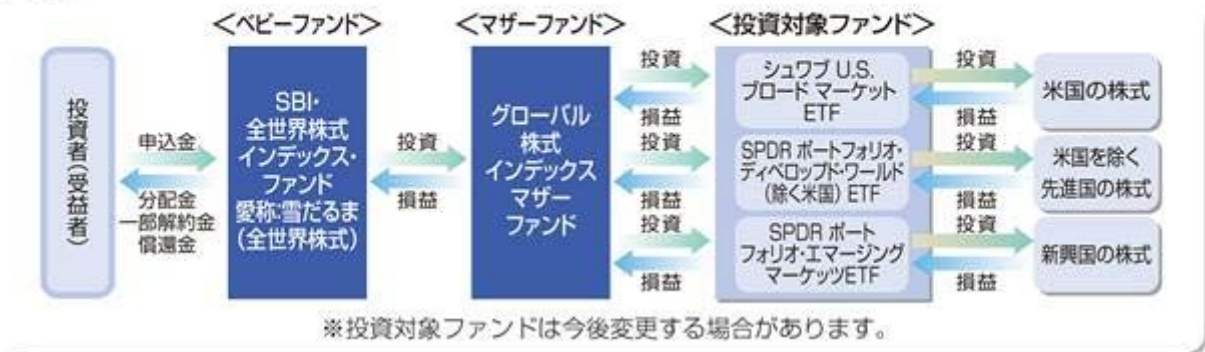 <ベビーファンド>
<マザーファンド>
<投資対象ファンド>
投資者(受益者)
申込金
分配金
一部解約金
償還金
SBI・
全世界株式
インデックス・
ファンド
愛称:雪だるま
(全世界株式)
投資
損益
グローバル
株式
インデックス
マザー
ファンド
投資
損益
投資
損益
投資
損益
シュワブ U.S.
ブロード マーケット
ETF
SPDR ポートフォリオ・
ディベロップド・ワールド
(除く米国) ETF
SPDR ポート
フォリオ・エマージング
マーケッツETF
投資
損益
投資
損益
投資
損益
米国の株式
米国を除く
先進国の株式
新興国の株式
※投資対象ファンドは今後変更する場合があります。